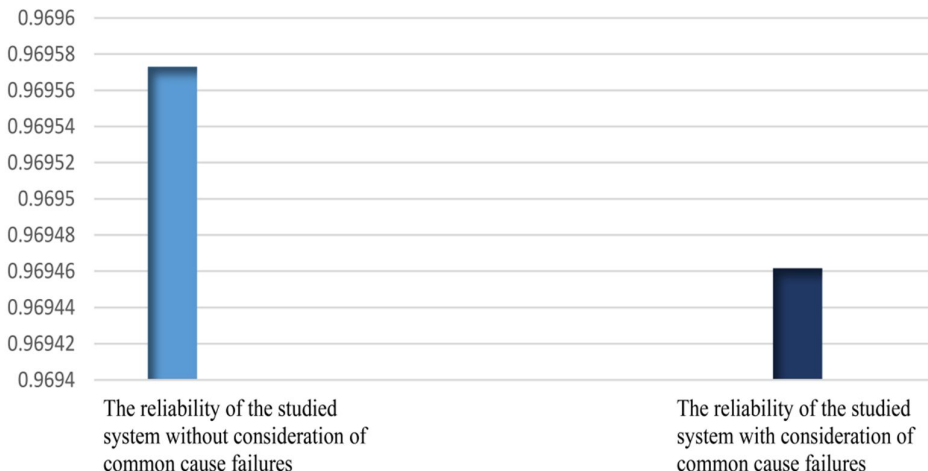 0.9696
0.96958
0.96956
0.96954
0.96952
0.9695
0.96948
0.96946
0.96944
0.96942
0.9694
The reliability of the studied
system without consideration of
common cause failures
The reliability of the studied
system with consideration of
common cause failures